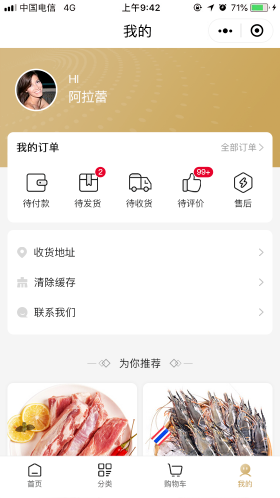 中国电信 4G 上午9:42 71%
我的
Hi
阿拉蕾
我的订单 全部订单
2 99+
待付款 待发货 待收货 待评价 售后
收货地址
清除缓存
联系我们
为你推荐
首页 分类 购物车 我的